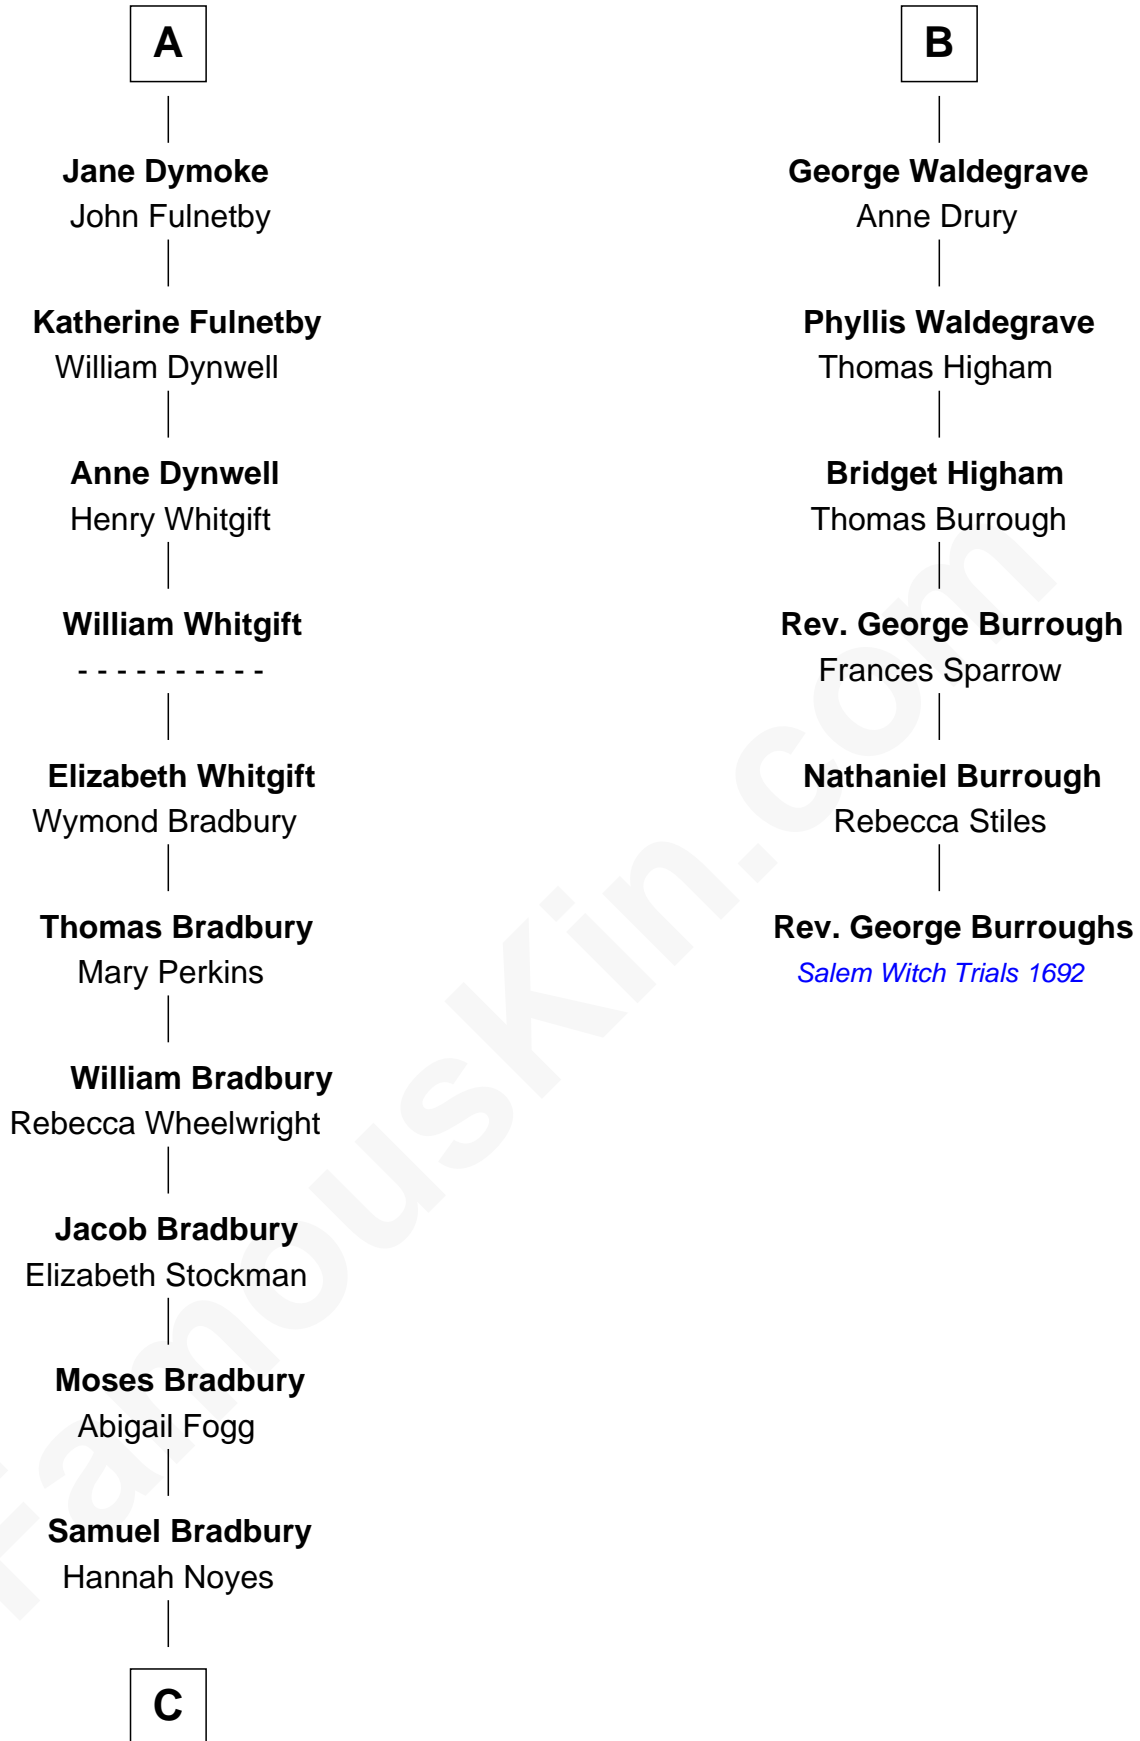 A
Jane Dymoke
John Fulnetby
Katherine Fulnetby
William Dynwell
Anne Dynwell
Henry Whitgift
William Whitgift
- - - - - - - - - -
Elizabeth Whitgift
Wymond Bradbury
Thomas Bradbury
Mary Perkins
William Bradbury
Rebecca Wheelwright
Jacob Bradbury
Elizabeth Stockman
Moses Bradbury
Abigail Fogg
Samuel Bradbury
Hannah Noyes
C
B
George Waldegrave
Anne Drury
Phyllis Waldegrave
Thomas Higham
Bridget Higham
Thomas Burrough
Rev. George Burrough
Frances Sparrow
Nathaniel Burrough
Rebecca Stiles
Rev. George Burroughs
Salem Witch Trials 1692
FamousKin.com